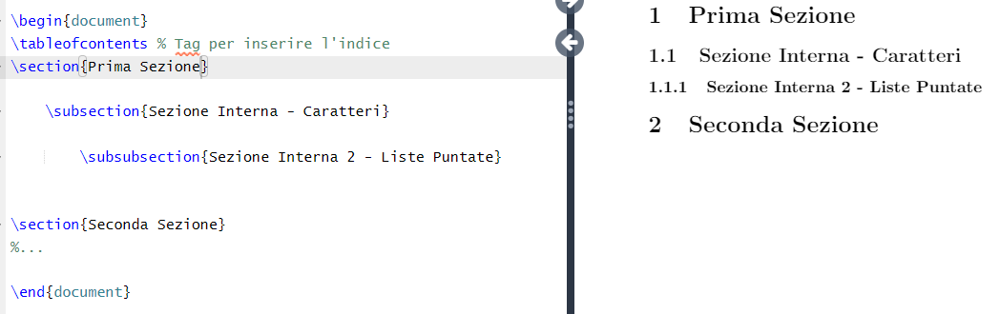 \begin{document}
\tableofcontents % Tag per inserire l'indice
\section{Prima Sezione}
\subsection{Sezione Interna - Caratteri}
\subsubsection{Sezione Interna 2 - Liste Puntate}
\section{Seconda Sezione}
%...
\end{document}
1 Prima Sezione
1.1 Sezione Interna - Caratteri
1.1.1 Sezione Interna 2 - Liste Puntate
2 Seconda Sezione